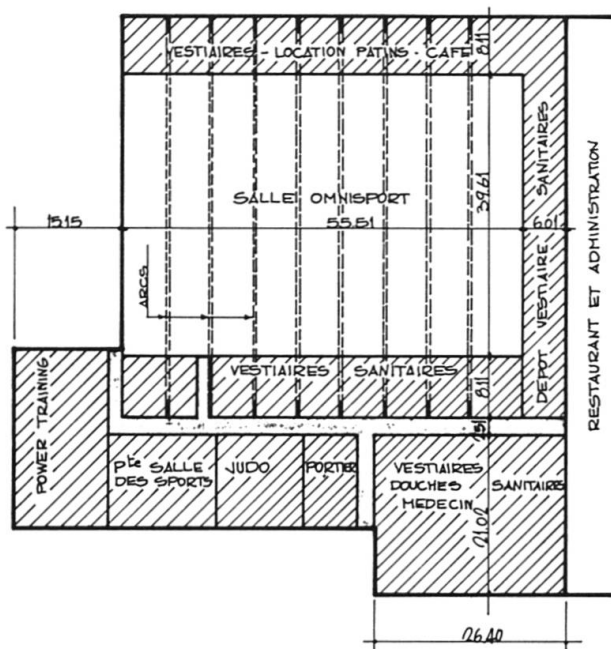 VESTIAIRES - LOCATION PATINS - CAFE
8.11
SANITAIRES
SALLE OMNISPORT
39.61
15.15
55.51
6.01
ARCS
DEPOT VESTIAIRE
RESTAURANT ET ADMINISTRATION
VESTIAIRES SANITAIRES
8.11
POWER TRAINING
2.51
Pte SALLE
DES SPORTS
JUDO
PORTIER
VESTIAIRES
DOUCHES
MEDECIN
SANITAIRES
21.02
26.40